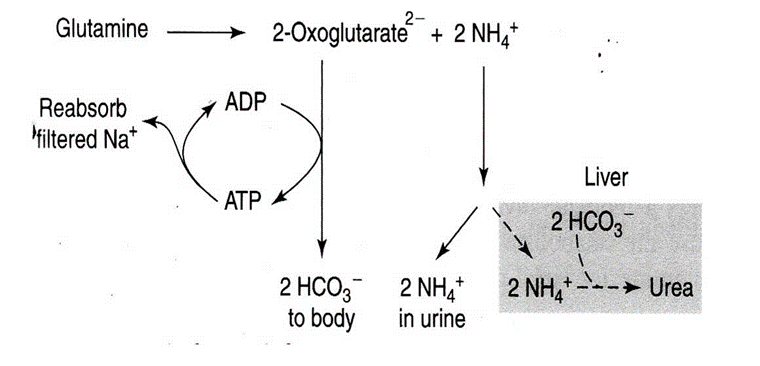 Glutamine
2-Oxoglutarate²⁻ + 2 NH₄⁺
Reabsorb
filtered Na⁺
ADP
ATP
Liver
2 HCO₃⁻
2 HCO₃⁻
to body
2 NH₄⁺
in urine
2 NH₄⁺
Urea